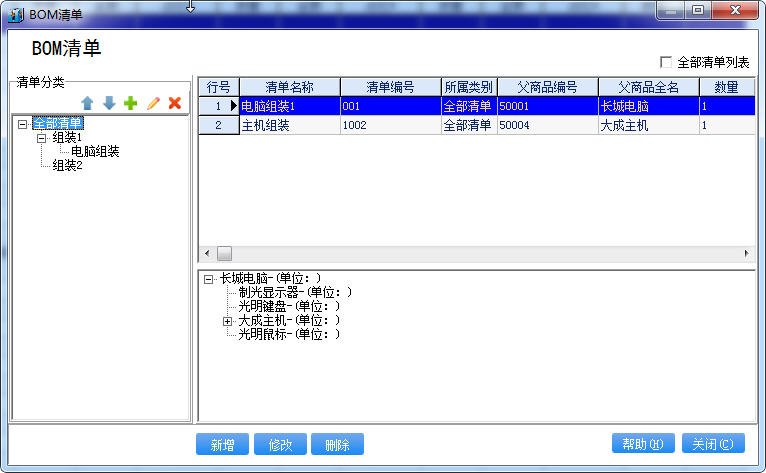 BOM清单
BOM清单
全部清单列表
清单分类
行号 清单名称 清单编号 所属类别 父商品编号 父商品全名 数量
1 电脑组装1 001 全部清单 50001 长城电脑 1
2 主机组装 1002 全部清单 50004 大成主机 1
全部清单
组装1
电脑组装
组装2
长城电脑-(单位: )
制光显示器-(单位: )
光明键盘-(单位: )
大成主机-(单位: )
光明鼠标-(单位: )
新增 修改 删除 帮助(H) 关闭(C)